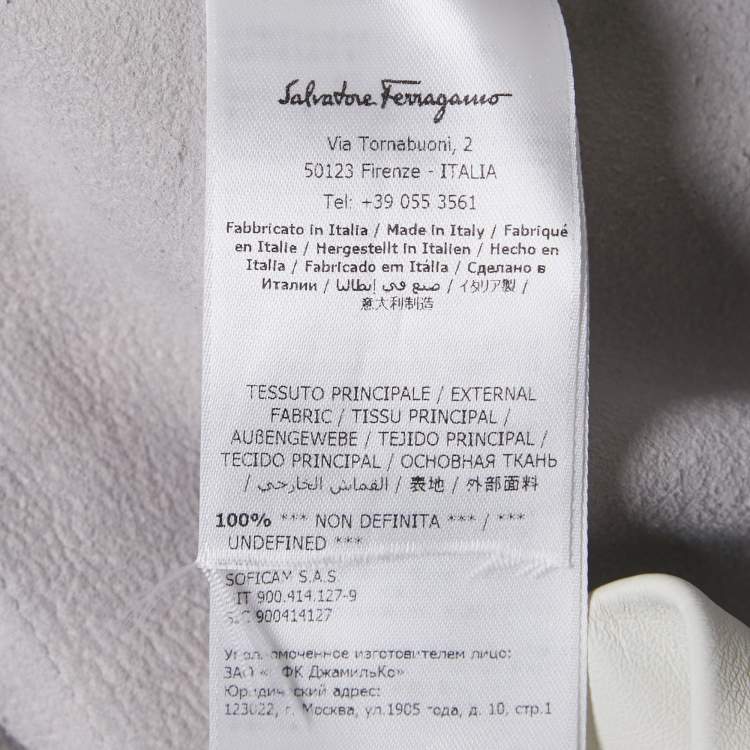 Salvatore Ferragamo
Via Tornabuoni, 2
50123 Firenze - ITALIA
Tel: +39 055 3561
Fabbricato in Italia / Made in Italy / Fabriqué
en Italie / Hergestellt in Italien / Hecho en
Italia / Fabricado em Itália / Сделано в
Италии / صنع في إيطاليا / イタリア製 /
意大利制造
TESSUTO PRINCIPALE / EXTERNAL
FABRIC / TISSU PRINCIPAL /
AUßENGEWEBE / TEJIDO PRINCIPAL /
TECIDO PRINCIPAL / ОСНОВНАЯ ТКАНЬ
/ القماش الخارجي / 表地 / 外部面料
100% *** NON DEFINITA *** / ***
UNDEFINED ***
SOFICAM S.A.S.
900.414.127-9
900414127
изготовителем лицо:
ЗАО ФК ДжамильКо»
адрес:
123022, г. Москва, ул.1905 года, д. 10, стр.1